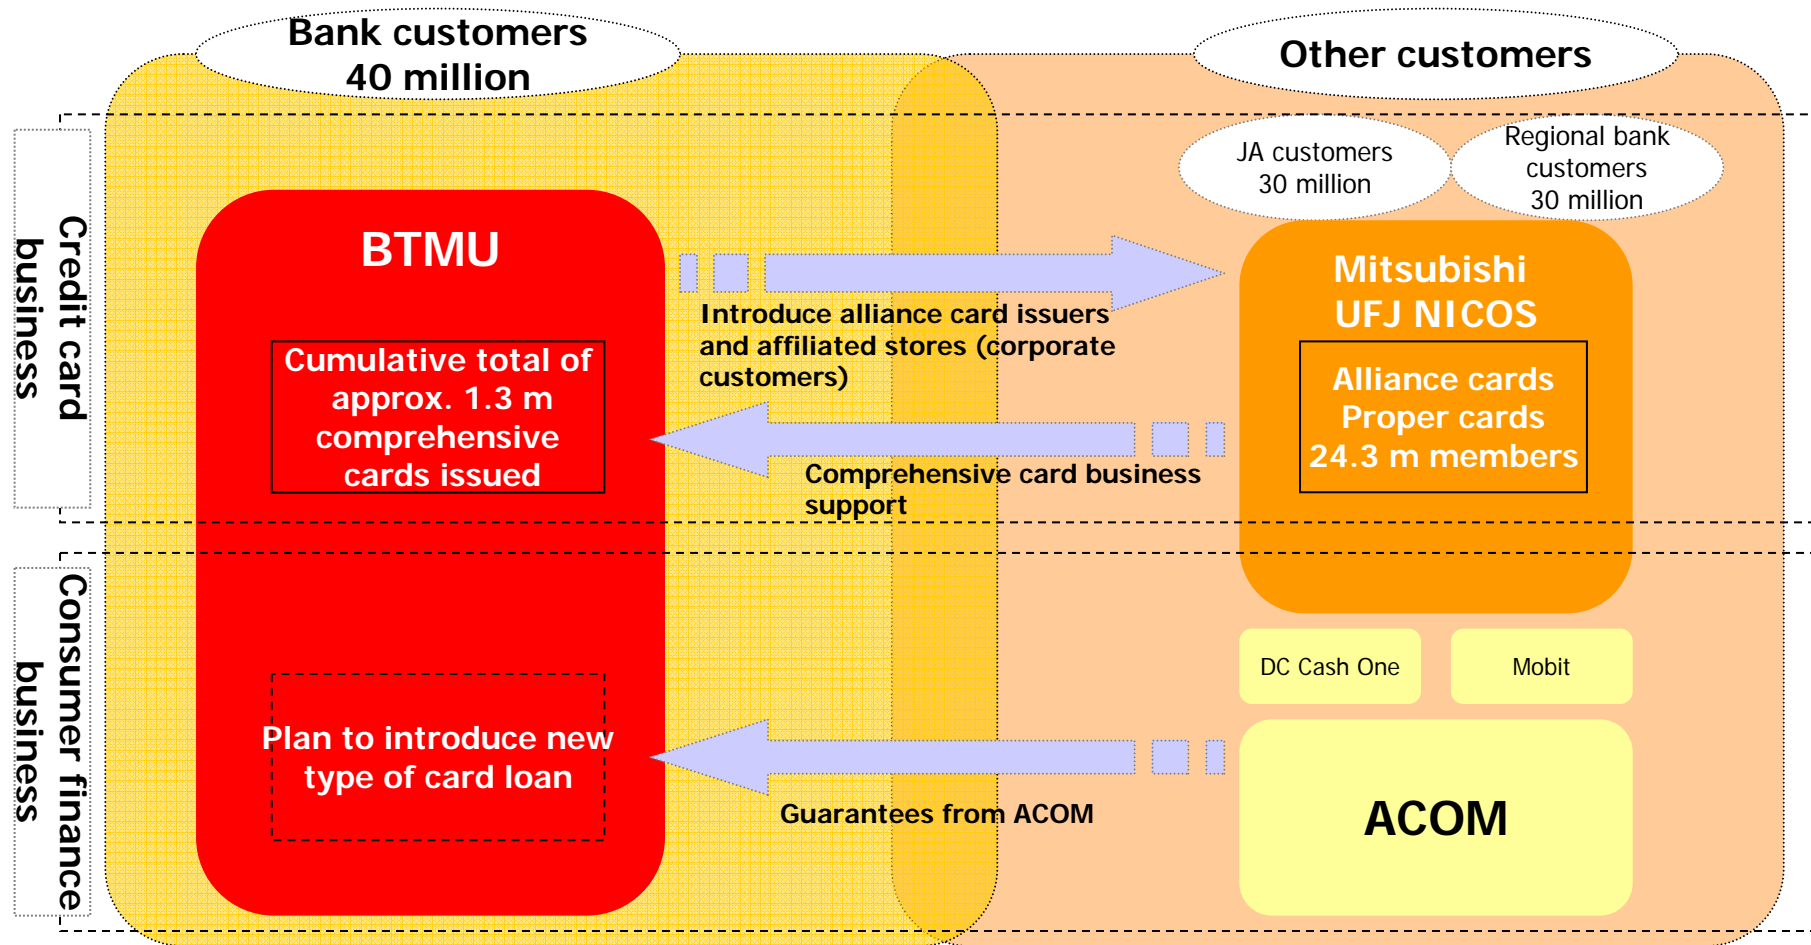 Bank customers
40 million
Other customers
JA customers
30 million
Regional bank
customers
30 million
Credit card
business
BTMU
Cumulative total of
approx. 1.3 m
comprehensive
cards issued
Introduce alliance card issuers
and affiliated stores (corporate
customers)
Comprehensive card business
support
Mitsubishi
UFJ NICOS
Alliance cards
Proper cards
24.3 m members
Consumer finance
business
Plan to introduce new
type of card loan
Guarantees from ACOM
DC Cash One
Mobit
ACOM